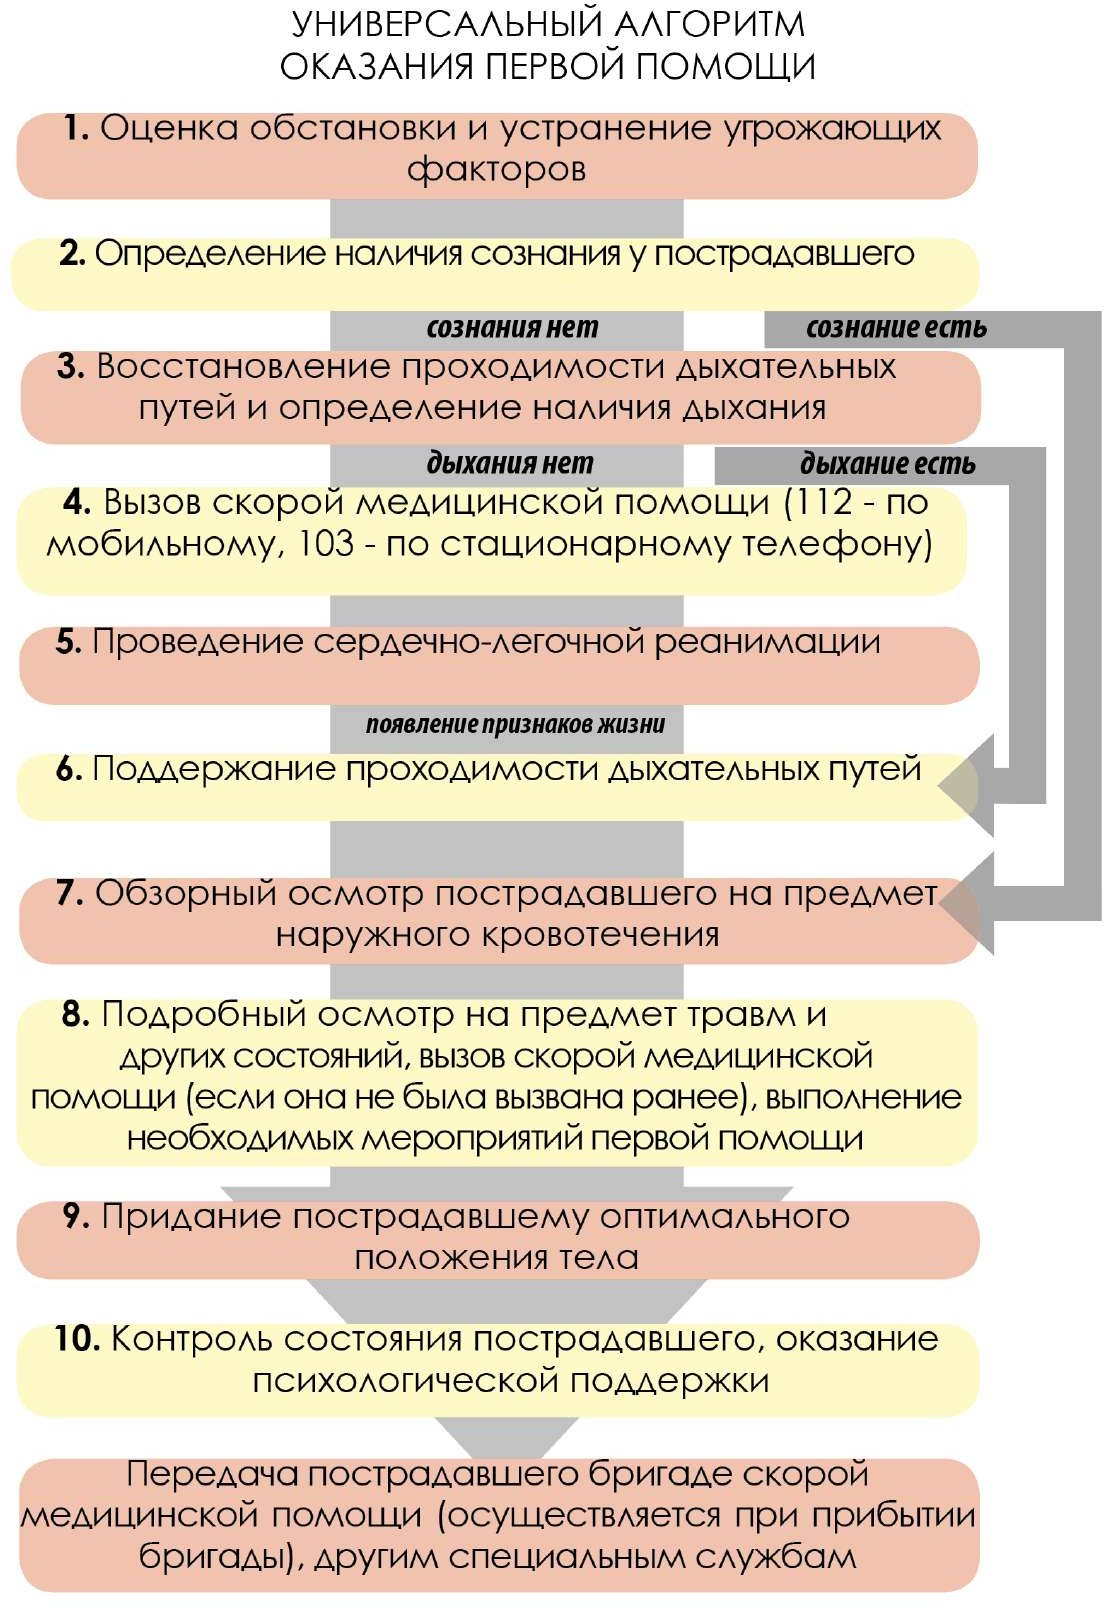 УНИВЕРСАЛЬНЫЙ АЛГОРИТМ
ОКАЗАНИЯ ПЕРВОЙ ПОМОЩИ
1. Оценка обстановки и устранение угрожающих
факторов
2. Определение наличия сознания у пострадавшего
сознания нет
сознание есть
3. Восстановление проходимости дыхательных
путей и определение наличия дыхания
дыхания нет
дыхание есть
4. Вызов скорой медицинской помощи (112 - по
мобильному, 103 - по стационарному телефону)
5. Проведение сердечно-легочной реанимации
появление признаков жизни
6. Поддержание проходимости дыхательных путей
7. Обзорный осмотр пострадавшего на предмет
наружного кровотечения
8. Подробный осмотр на предмет травм и
других состояний, вызов скорой медицинской
помощи (если она не была вызвана ранее), выполнение
необходимых мероприятий первой помощи
9. Придание пострадавшему оптимального
положения тела
10. Контроль состояния пострадавшего, оказание
психологической поддержки
Передача пострадавшего бригаде скорой
медицинской помощи (осуществляется при прибытии
бригады), другим специальным службам